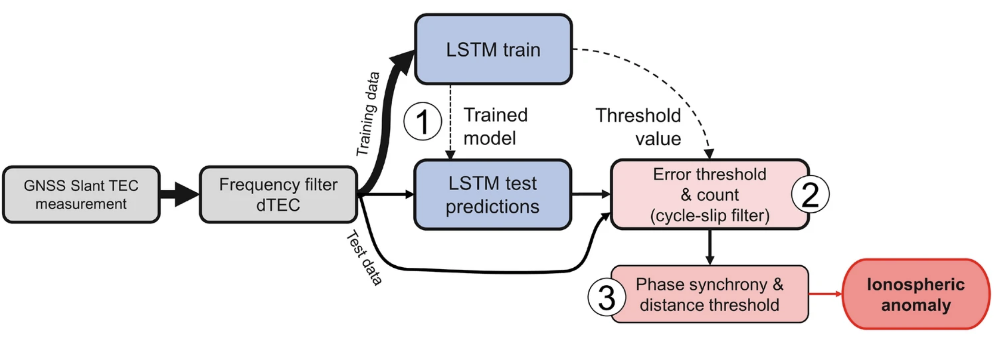 GNSS Slant TEC
measurement
Frequency filter
dTEC
Training data
Test data
LSTM train
1
Trained
model
Threshold
value
LSTM test
predictions
Error threshold
& count
(cycle-slip filter)
2
3
Phase synchrony &
distance threshold
Ionospheric
anomaly